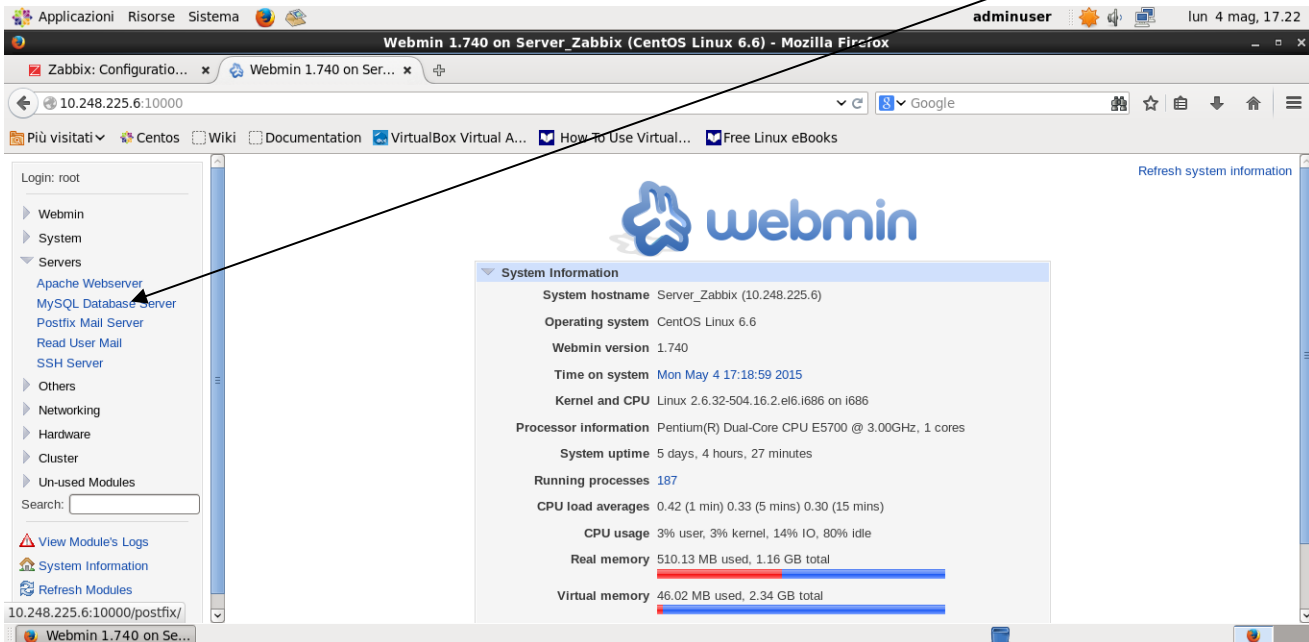 Applicazioni Risorse Sistema adminuser lun 4 mag, 17.22
Webmin 1.740 on Server_Zabbix (CentOS Linux 6.6) - Mozilla Firefox
Zabbix: Configuratio... Webmin 1.740 on Ser...
10.248.225.6:10000 Google
Più visitati Centos Wiki Documentation VirtualBox Virtual A... How To Use Virtual... Free Linux eBooks
Login: root
Webmin
System
Servers
Apache Webserver
MySQL Database Server
Postfix Mail Server
Read User Mail
SSH Server
Others
Networking
Hardware
Cluster
Un-used Modules
Search:
View Module's Logs
System Information
Refresh Modules
10.248.225.6:10000/postfix/
Refresh system information
webmin
System Information
System hostname Server_Zabbix (10.248.225.6)
Operating system CentOS Linux 6.6
Webmin version 1.740
Time on system Mon May 4 17:18:59 2015
Kernel and CPU Linux 2.6.32-504.16.2.el6.i686 on i686
Processor information Pentium(R) Dual-Core CPU E5700 @ 3.00GHz, 1 cores
System uptime 5 days, 4 hours, 27 minutes
Running processes 187
CPU load averages 0.42 (1 min) 0.33 (5 mins) 0.30 (15 mins)
CPU usage 3% user, 3% kernel, 14% IO, 80% idle
Real memory 510.13 MB used, 1.16 GB total
Virtual memory 46.02 MB used, 2.34 GB total
Webmin 1.740 on Se...